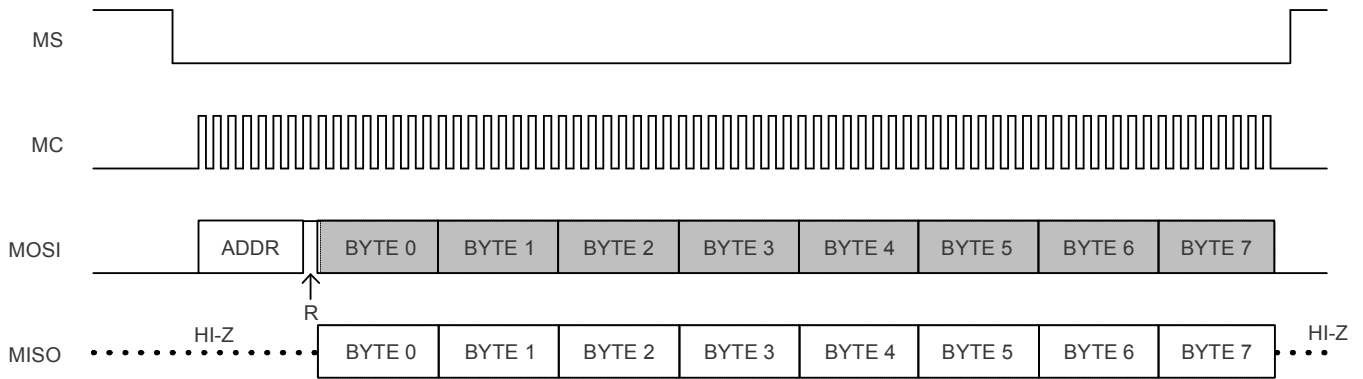 MS
MC
MOSI ADDR BYTE 0 BYTE 1 BYTE 2 BYTE 3 BYTE 4 BYTE 5 BYTE 6 BYTE 7
R
HI-Z HI-Z
MISO BYTE 0 BYTE 1 BYTE 2 BYTE 3 BYTE 4 BYTE 5 BYTE 6 BYTE 7